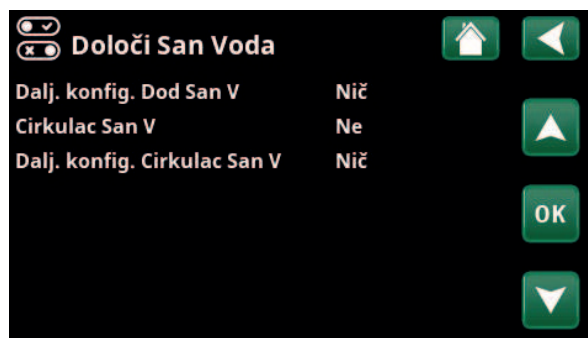 Določi San Voda
Dalj. konfig. Dod San V Nič
Cirkulac San V Ne
Dalj. konfig. Cirkulac San V Nič
OK